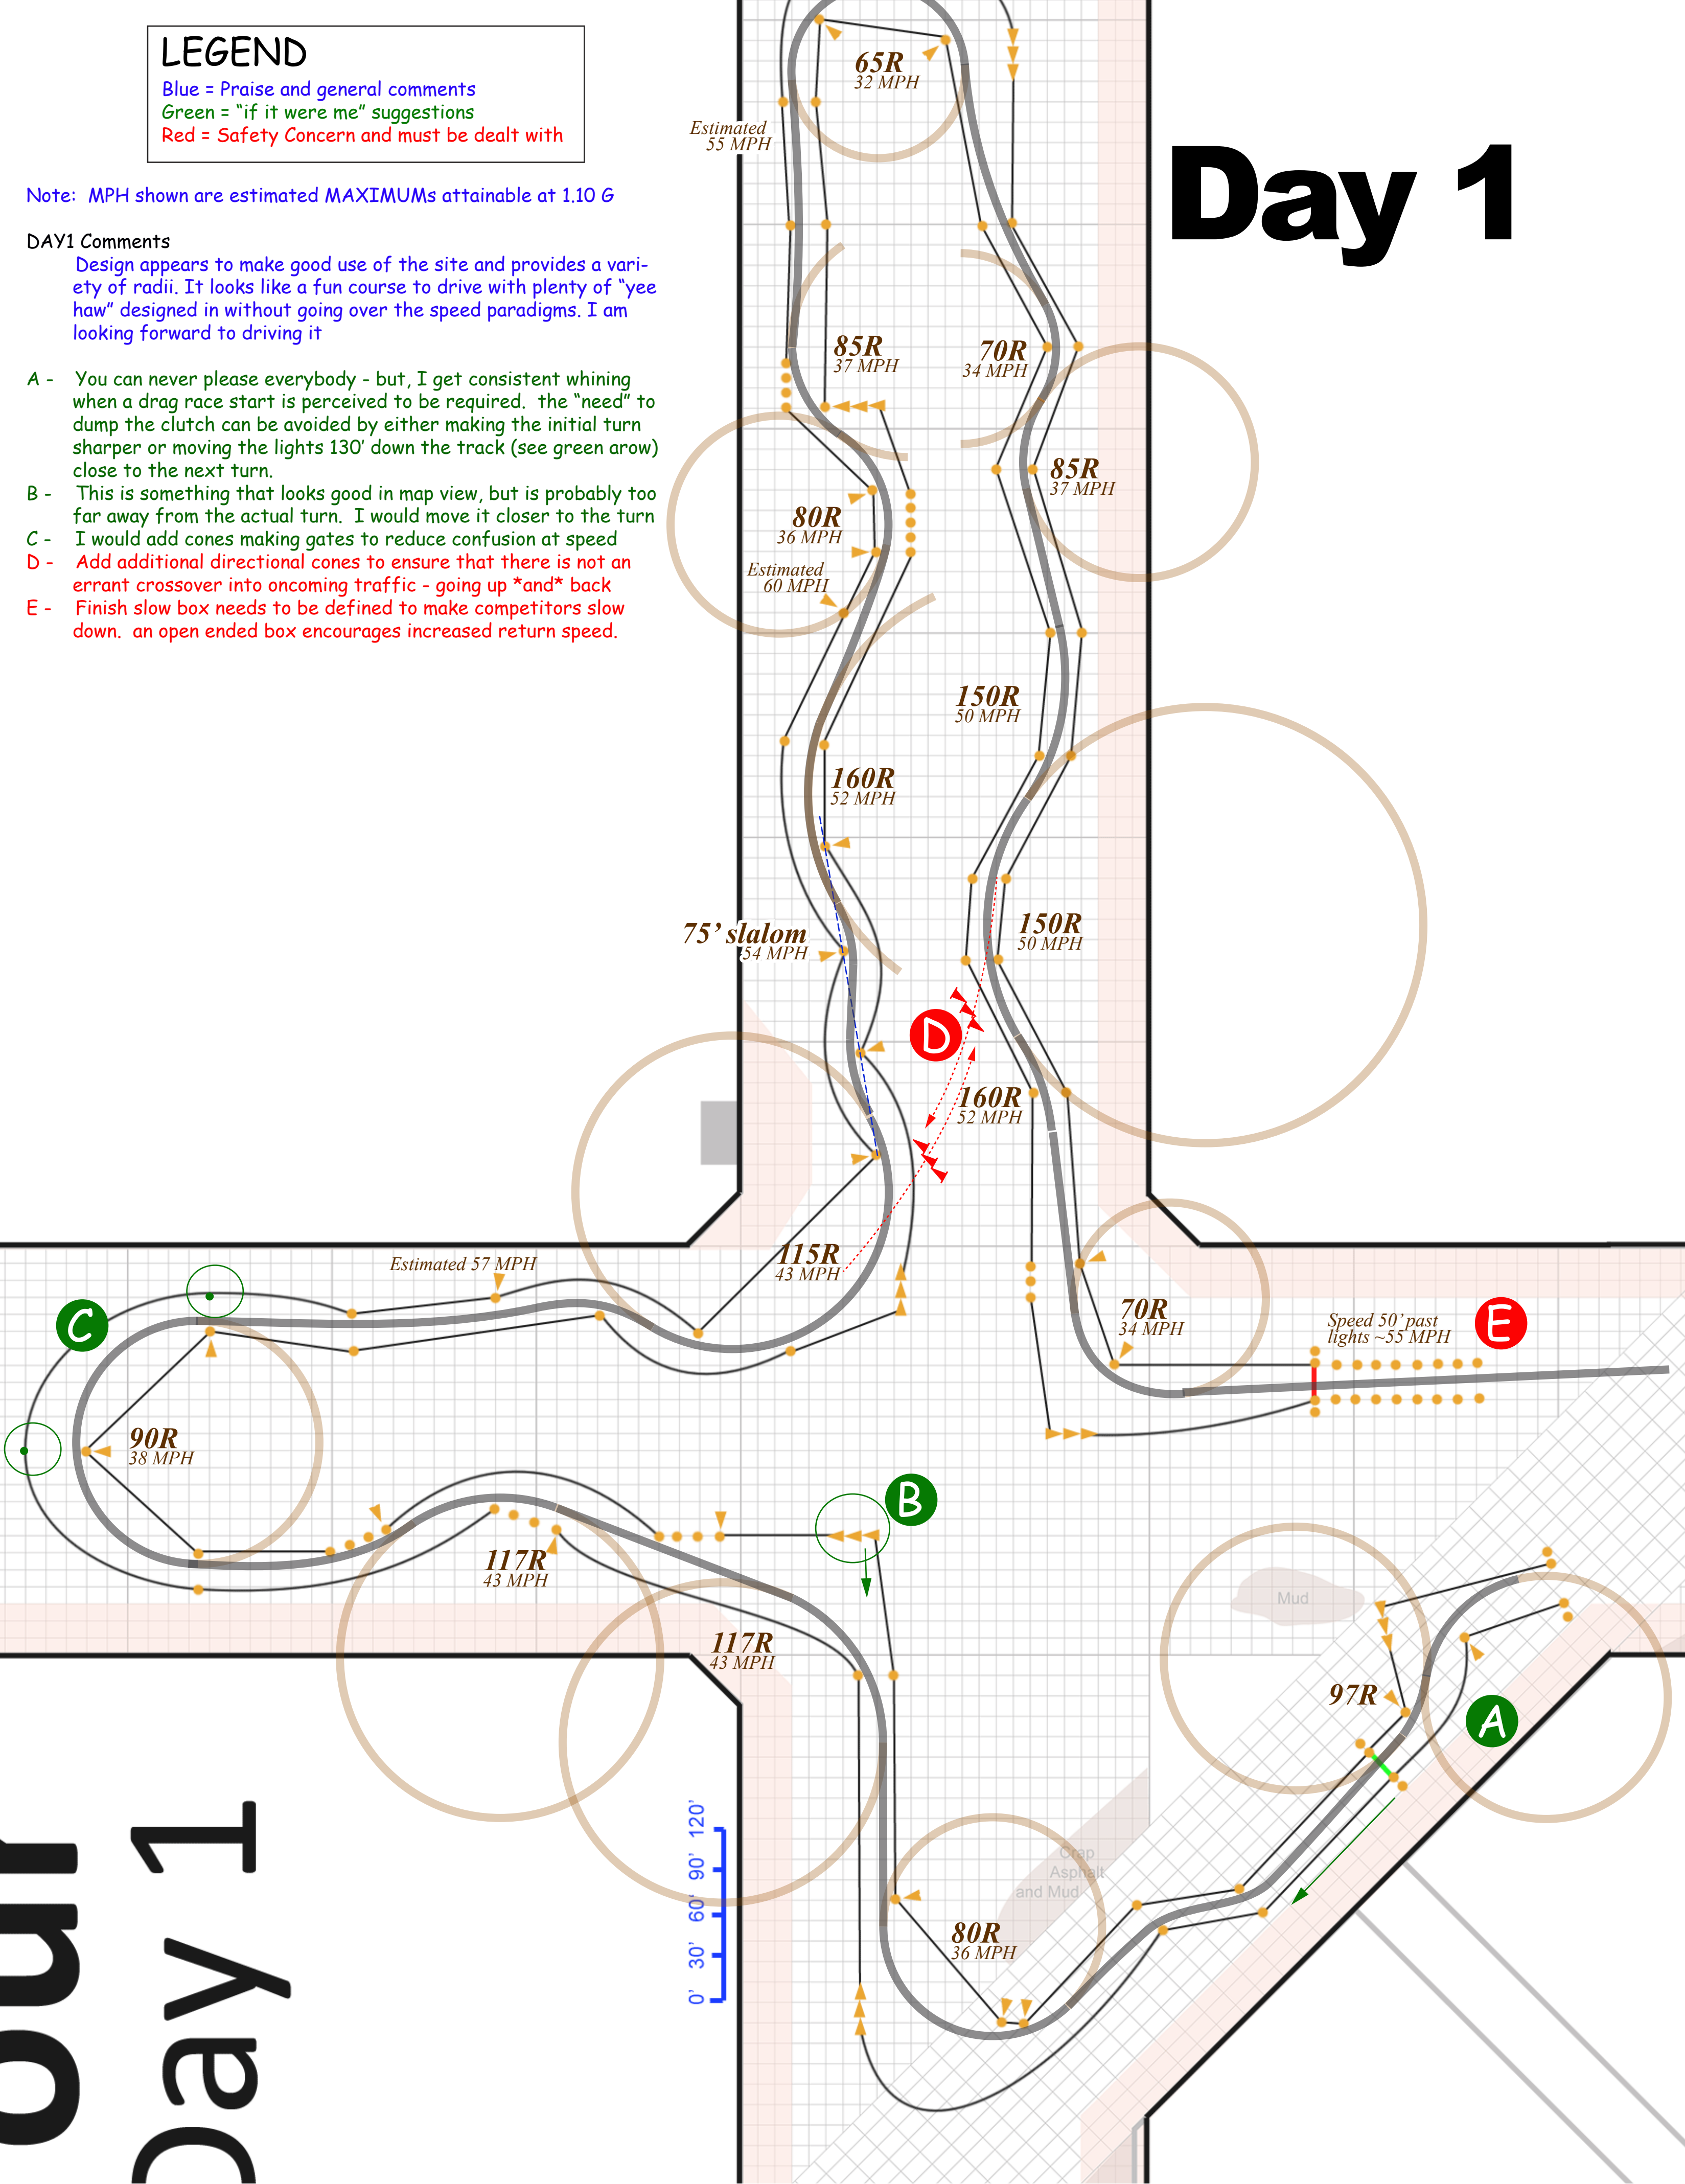 LEGEND
Blue = Praise and general comments
Green = “if it were me” suggestions
Red = Safety Concern and must be dealt with
Day 1
Note:  MPH shown are estimated MAXIMUMs attainable at 1.10 G
DAY1 Comments
Design appears to make good use of the site and provides a vari-
ety of radii. It looks like a fun course to drive with plenty of “yee
haw” designed in without going over the speed paradigms. I am
looking forward to driving it
A -  You can never please everybody - but, I get consistent whining
when a drag race start is perceived to be required.  the “need” to
dump the clutch can be avoided by either making the initial turn
sharper or moving the lights 130’ down the track (see green arow)
close to the next turn.
B -  This is something that looks good in map view, but is probably too
far away from the actual turn.  I would move it closer to the turn
C -  I would add cones making gates to reduce confusion at speed
D -  Add additional directional cones to ensure that there is not an
errant crossover into oncoming traffic - going up *and* back
E -  Finish slow box needs to be defined to make competitors slow
down.  an open ended box encourages increased return speed.
65R
32 MPH
Estimated
55 MPH
85R
37 MPH
70R
34 MPH
85R
37 MPH
80R
36 MPH
Estimated
60 MPH
150R
50 MPH
160R
52 MPH
75’ slalom
54 MPH
150R
50 MPH
D
160R
52 MPH
115R
43 MPH
Estimated 57 MPH
C
70R
34 MPH
Speed 50’ past
lights ~55 MPH
E
90R
38 MPH
B
117R
43 MPH
Mud
117R
43 MPH
97R
A
120’
90’
60’
30’
0’
Crap
Asphalt
and Mud
80R
36 MPH
our
Day 1